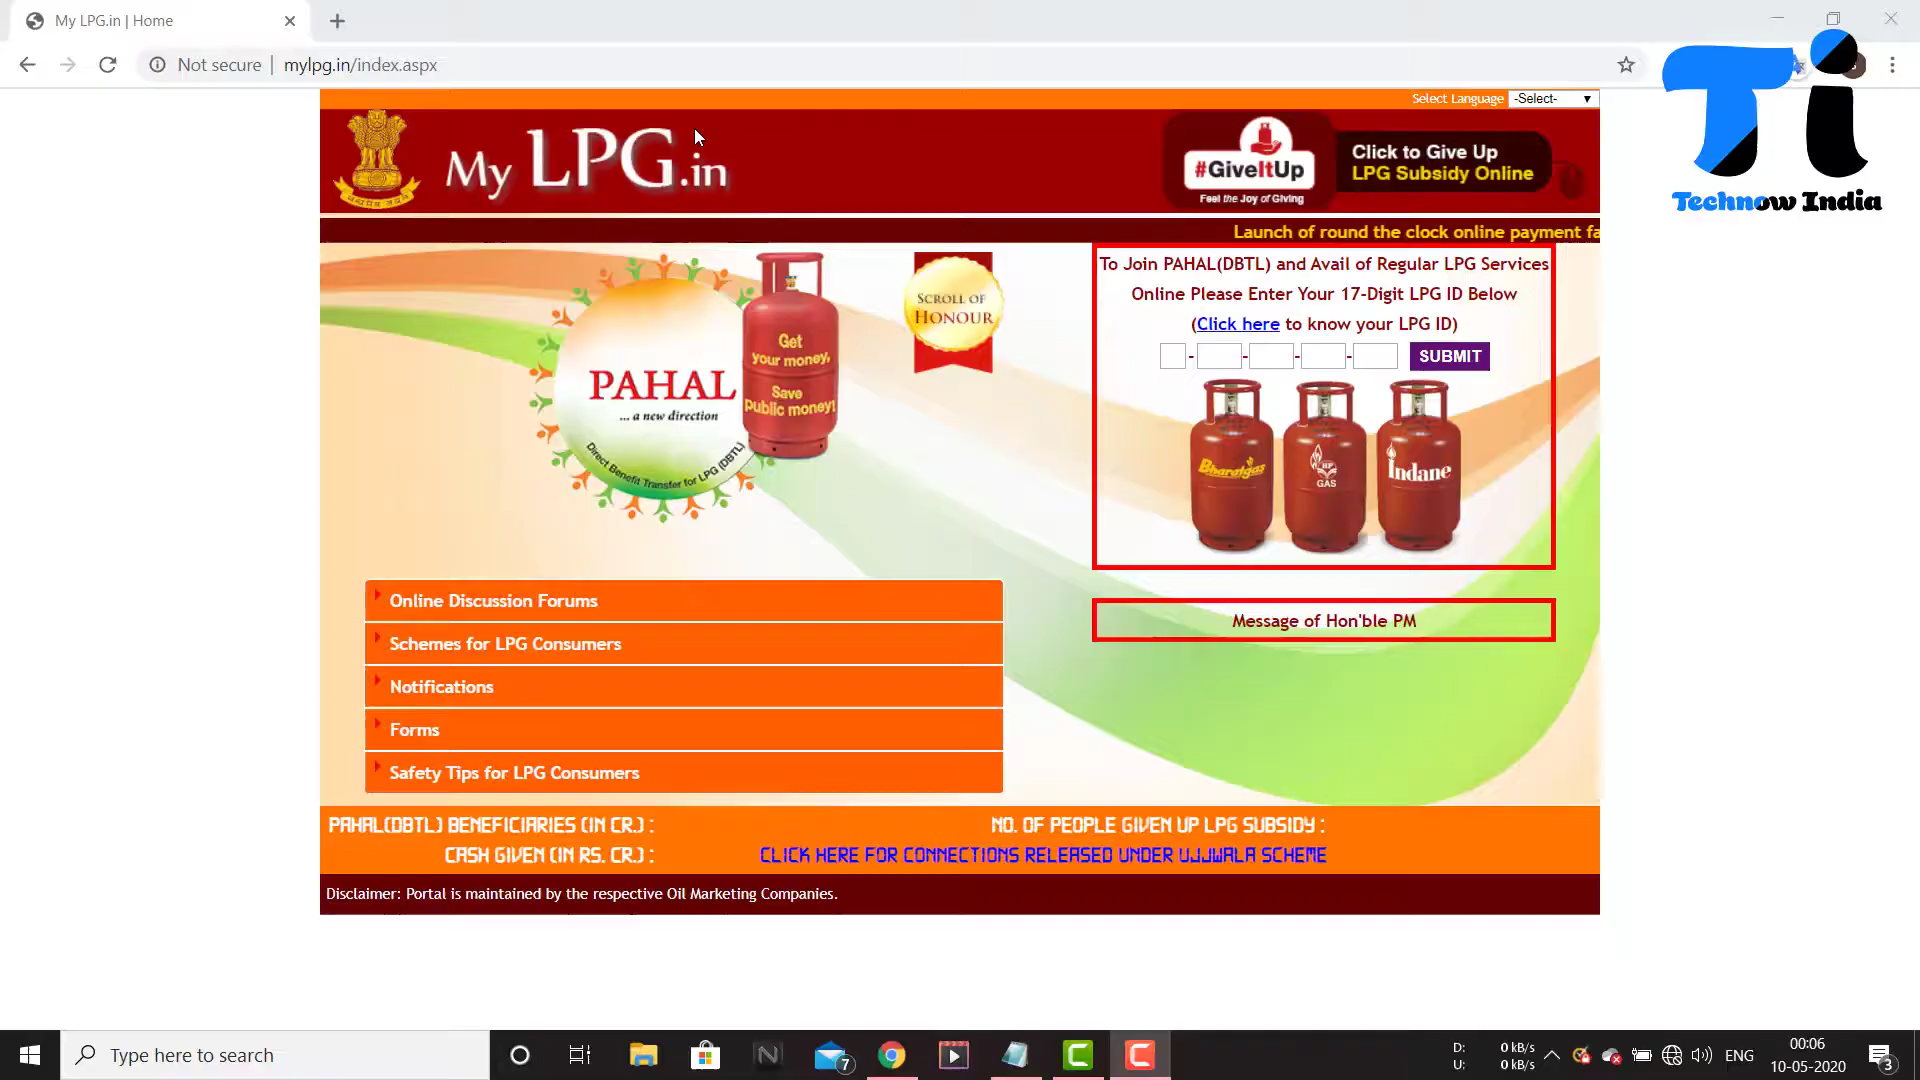 My LPG.in | Home
Not secure | mylpg.in/index.aspx
Select Language -Select-
My LPG.in
#GiveItUp
Feel the Joy of Giving
Click to Give Up
LPG Subsidy Online
Ti
Technow India
Launch of round the clock online payment fa
PAHAL
... a new direction
Direct Benefit Transfer for LPG (DBTL)
Get
your money,
Save
public money!
SCROLL OF
HONOUR
To Join PAHAL(DBTL) and Avail of Regular LPG Services
Online Please Enter Your 17-Digit LPG ID Below
(Click here to know your LPG ID)
- - - - SUBMIT
Bharatgas
HP
GAS
Indane
Message of Hon'ble PM
Online Discussion Forums
Schemes for LPG Consumers
Notifications
Forms
Safety Tips for LPG Consumers
PAHAL(DBTL) BENEFICIARIES (IN CR.) :
NO. OF PEOPLE GIVEN UP LPG SUBSIDY :
CASH GIVEN (IN RS. CR.) :
CLICK HERE FOR CONNECTIONS RELEASED UNDER UJJWALA SCHEME
Disclaimer: Portal is maintained by the respective Oil Marketing Companies.
Type here to search
7
D: 0 kB/s
U: 0 kB/s
ENG
00:06
10-05-2020
3